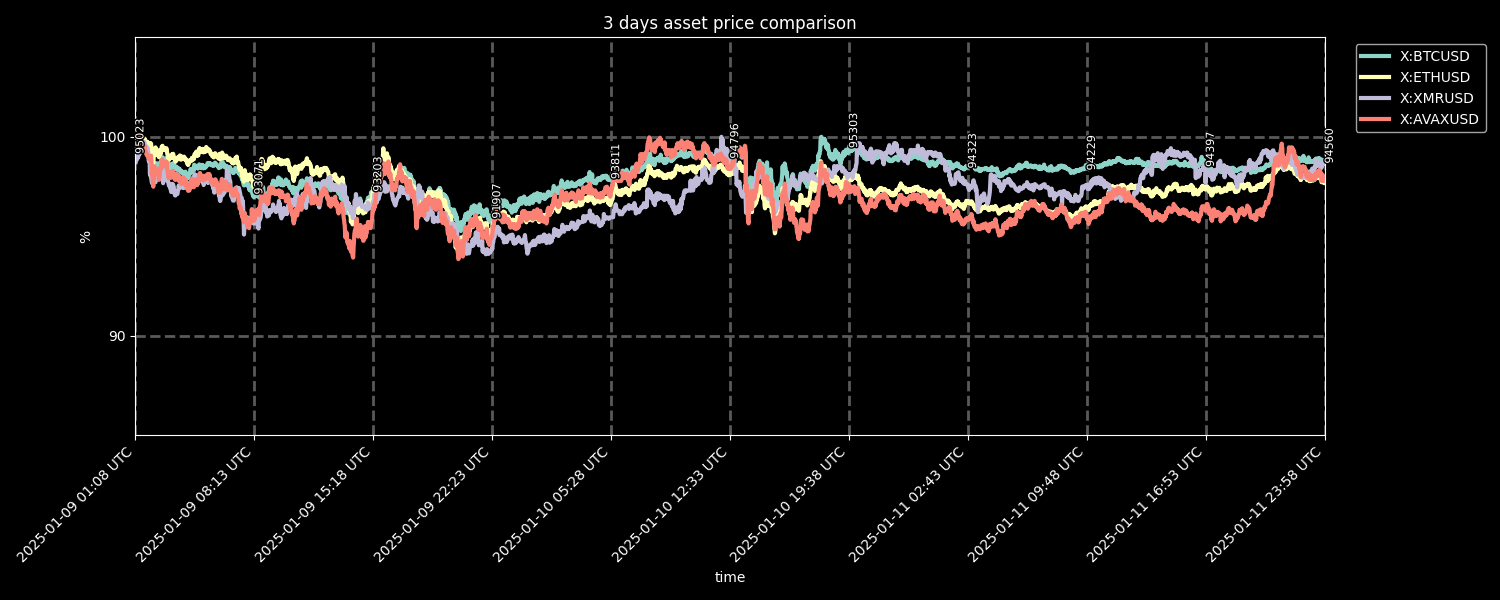 3 days asset price comparison
X:BTCUSD
X:ETHUSD
X:XMRUSD
X:AVAXUSD
100
90
%
95023
93071
93203
91907
93811
94796
95303
94323
94229
94397
94560
2025-01-09 01:08 UTC
2025-01-09 08:13 UTC
2025-01-09 15:18 UTC
2025-01-09 22:23 UTC
2025-01-10 05:28 UTC
2025-01-10 12:33 UTC
2025-01-10 19:38 UTC
2025-01-11 02:43 UTC
2025-01-11 09:48 UTC
2025-01-11 16:53 UTC
2025-01-11 23:58 UTC
time